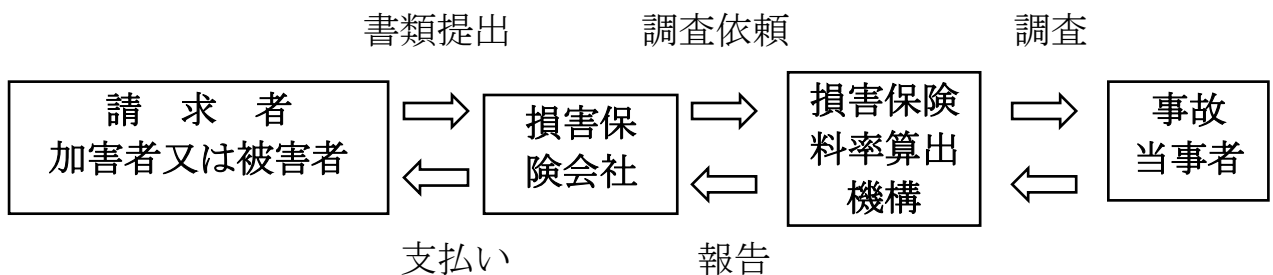 書類提出
調査依頼
調査
請　求　者
加害者又は被害者
損害保
険会社
損害保険
料率算出
機構
事故
当事者
支払い
報告